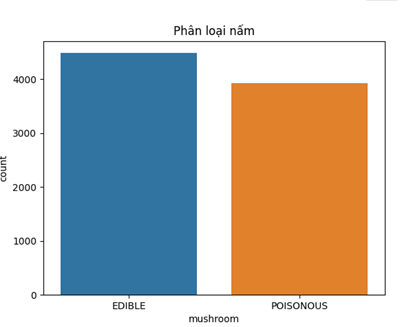 Phân loại nấm
count
4000
3000
2000
1000
0
EDIBLE
POISONOUS
mushroom